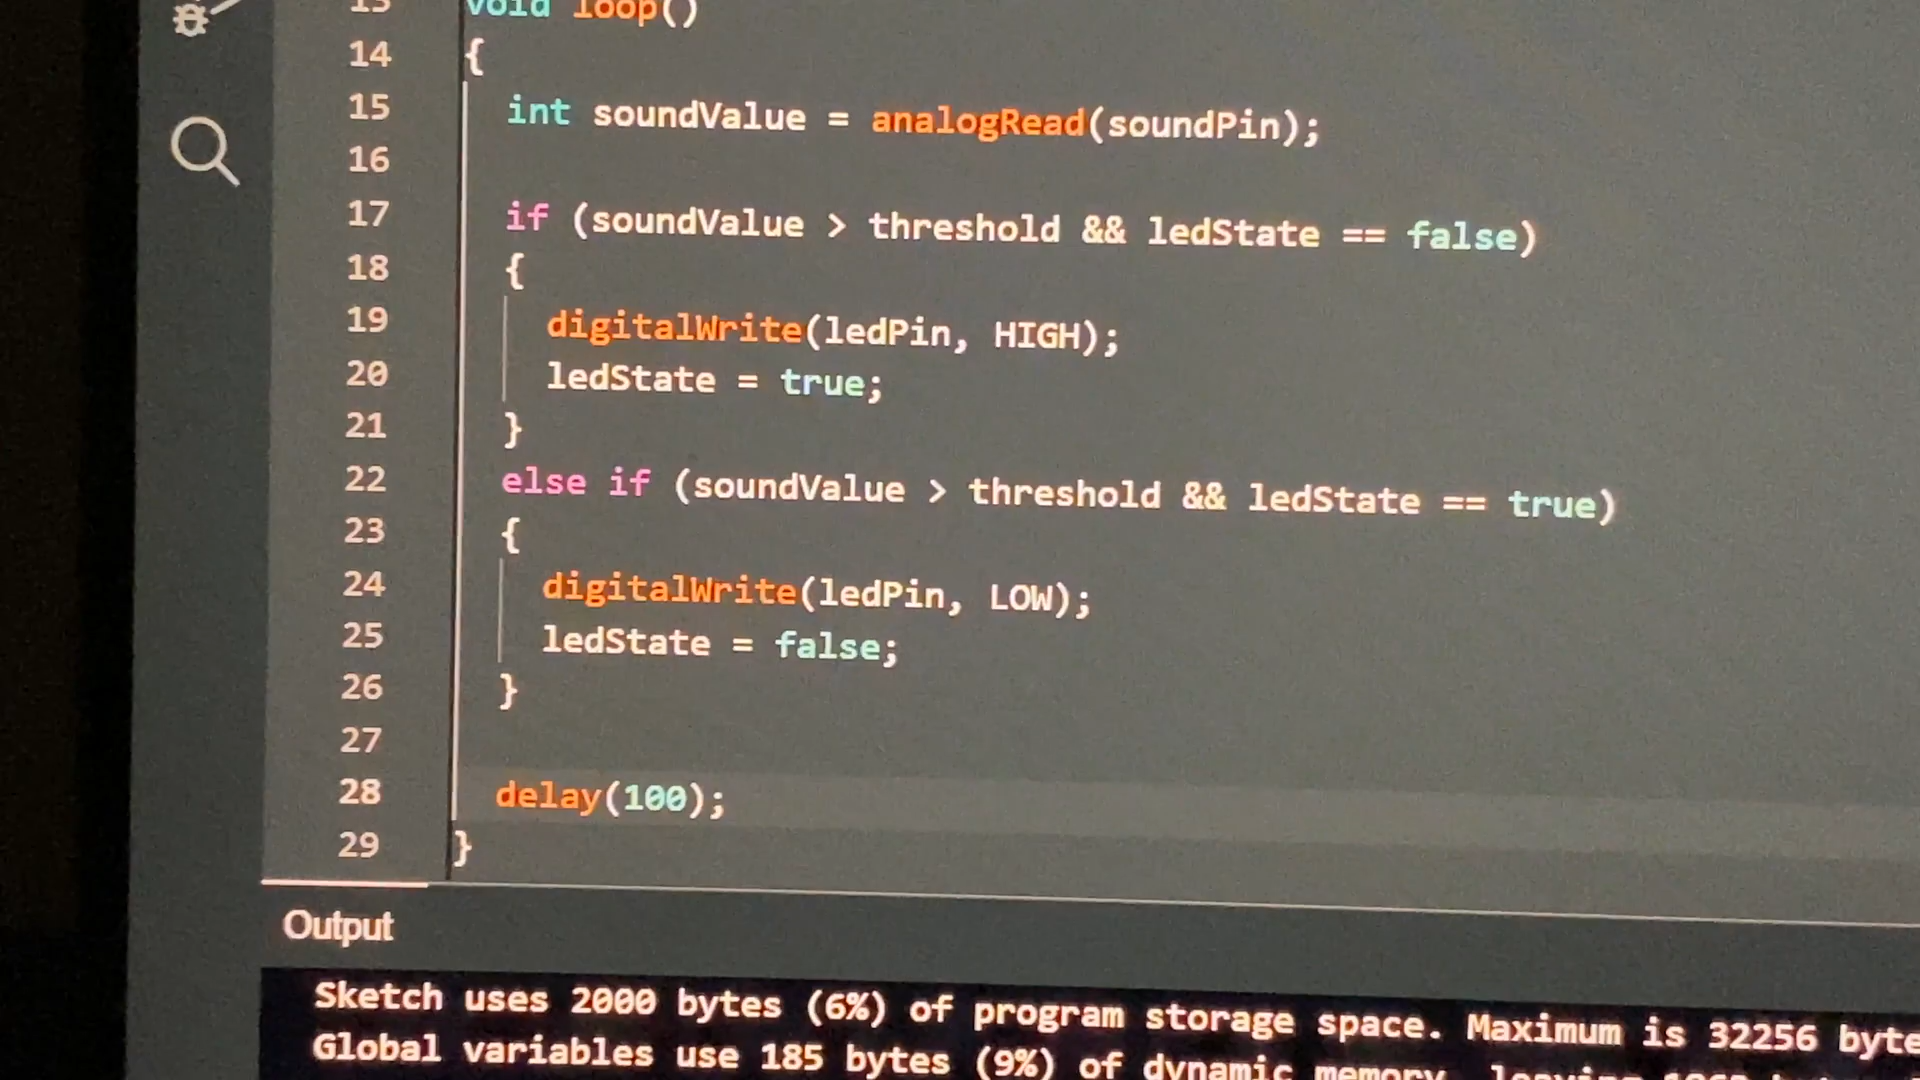 13 void loop()
14 {
15 int soundValue = analogRead(soundPin);
16
17 if (soundValue > threshold && ledState == false)
18 {
19 digitalWrite(ledPin, HIGH);
20 ledState = true;
21 }
22 else if (soundValue > threshold && ledState == true)
23 {
24 digitalWrite(ledPin, LOW);
25 ledState = false;
26 }
27
28 delay(100);
29 }
Output
Sketch uses 2000 bytes (6%) of program storage space. Maximum is 32256 byte
Global variables use 185 bytes (9%) of dynamic memory, leaving